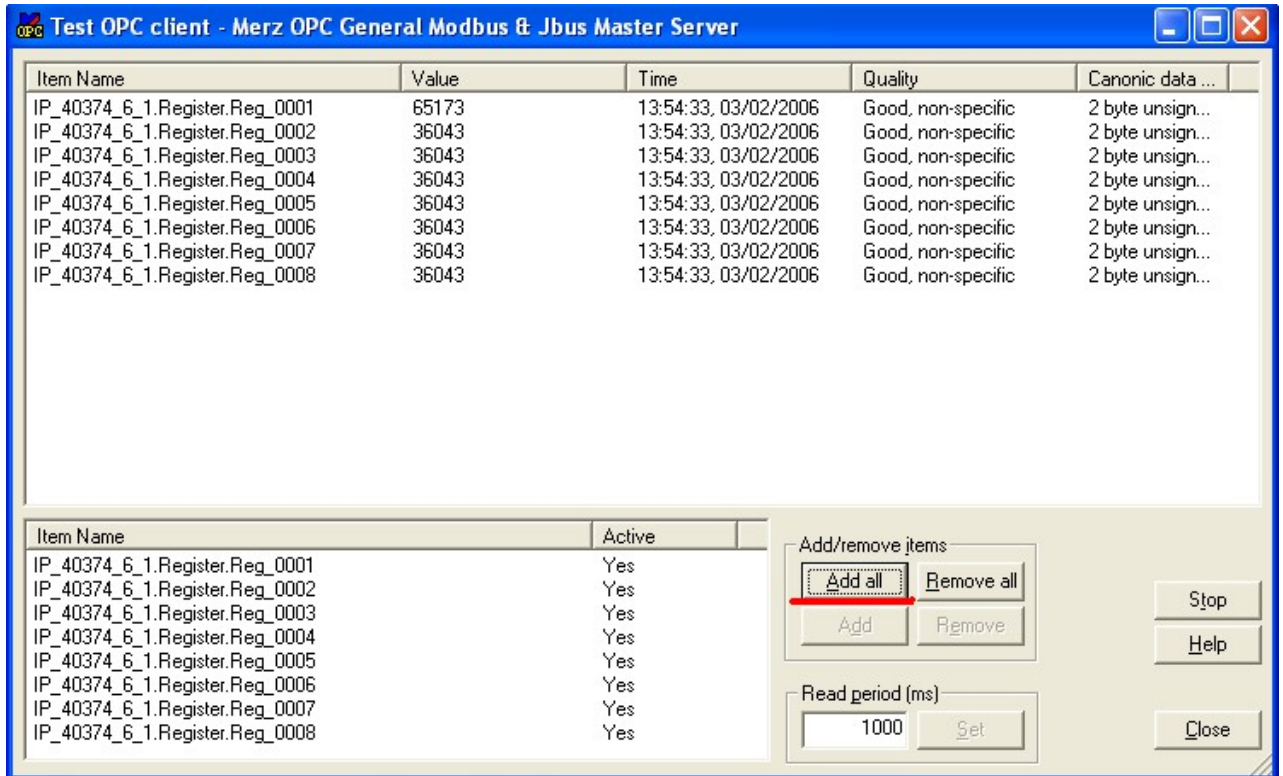 Test OPC client - Merz OPC General Modbus & Jbus Master Server
Item Name Value Time Quality Canonic data ...
IP_40374_6_1.Register.Reg_0001 65173 13:54:33, 03/02/2006 Good, non-specific 2 byte unsign...
IP_40374_6_1.Register.Reg_0002 36043 13:54:33, 03/02/2006 Good, non-specific 2 byte unsign...
IP_40374_6_1.Register.Reg_0003 36043 13:54:33, 03/02/2006 Good, non-specific 2 byte unsign...
IP_40374_6_1.Register.Reg_0004 36043 13:54:33, 03/02/2006 Good, non-specific 2 byte unsign...
IP_40374_6_1.Register.Reg_0005 36043 13:54:33, 03/02/2006 Good, non-specific 2 byte unsign...
IP_40374_6_1.Register.Reg_0006 36043 13:54:33, 03/02/2006 Good, non-specific 2 byte unsign...
IP_40374_6_1.Register.Reg_0007 36043 13:54:33, 03/02/2006 Good, non-specific 2 byte unsign...
IP_40374_6_1.Register.Reg_0008 36043 13:54:33, 03/02/2006 Good, non-specific 2 byte unsign...
Item Name Active
IP_40374_6_1.Register.Reg_0001 Yes
IP_40374_6_1.Register.Reg_0002 Yes
IP_40374_6_1.Register.Reg_0003 Yes
IP_40374_6_1.Register.Reg_0004 Yes
IP_40374_6_1.Register.Reg_0005 Yes
IP_40374_6_1.Register.Reg_0006 Yes
IP_40374_6_1.Register.Reg_0007 Yes
IP_40374_6_1.Register.Reg_0008 Yes
Add/remove items
Add all Remove all
Add Remove
Read period (ms)
1000 Set
Stop
Help
Close